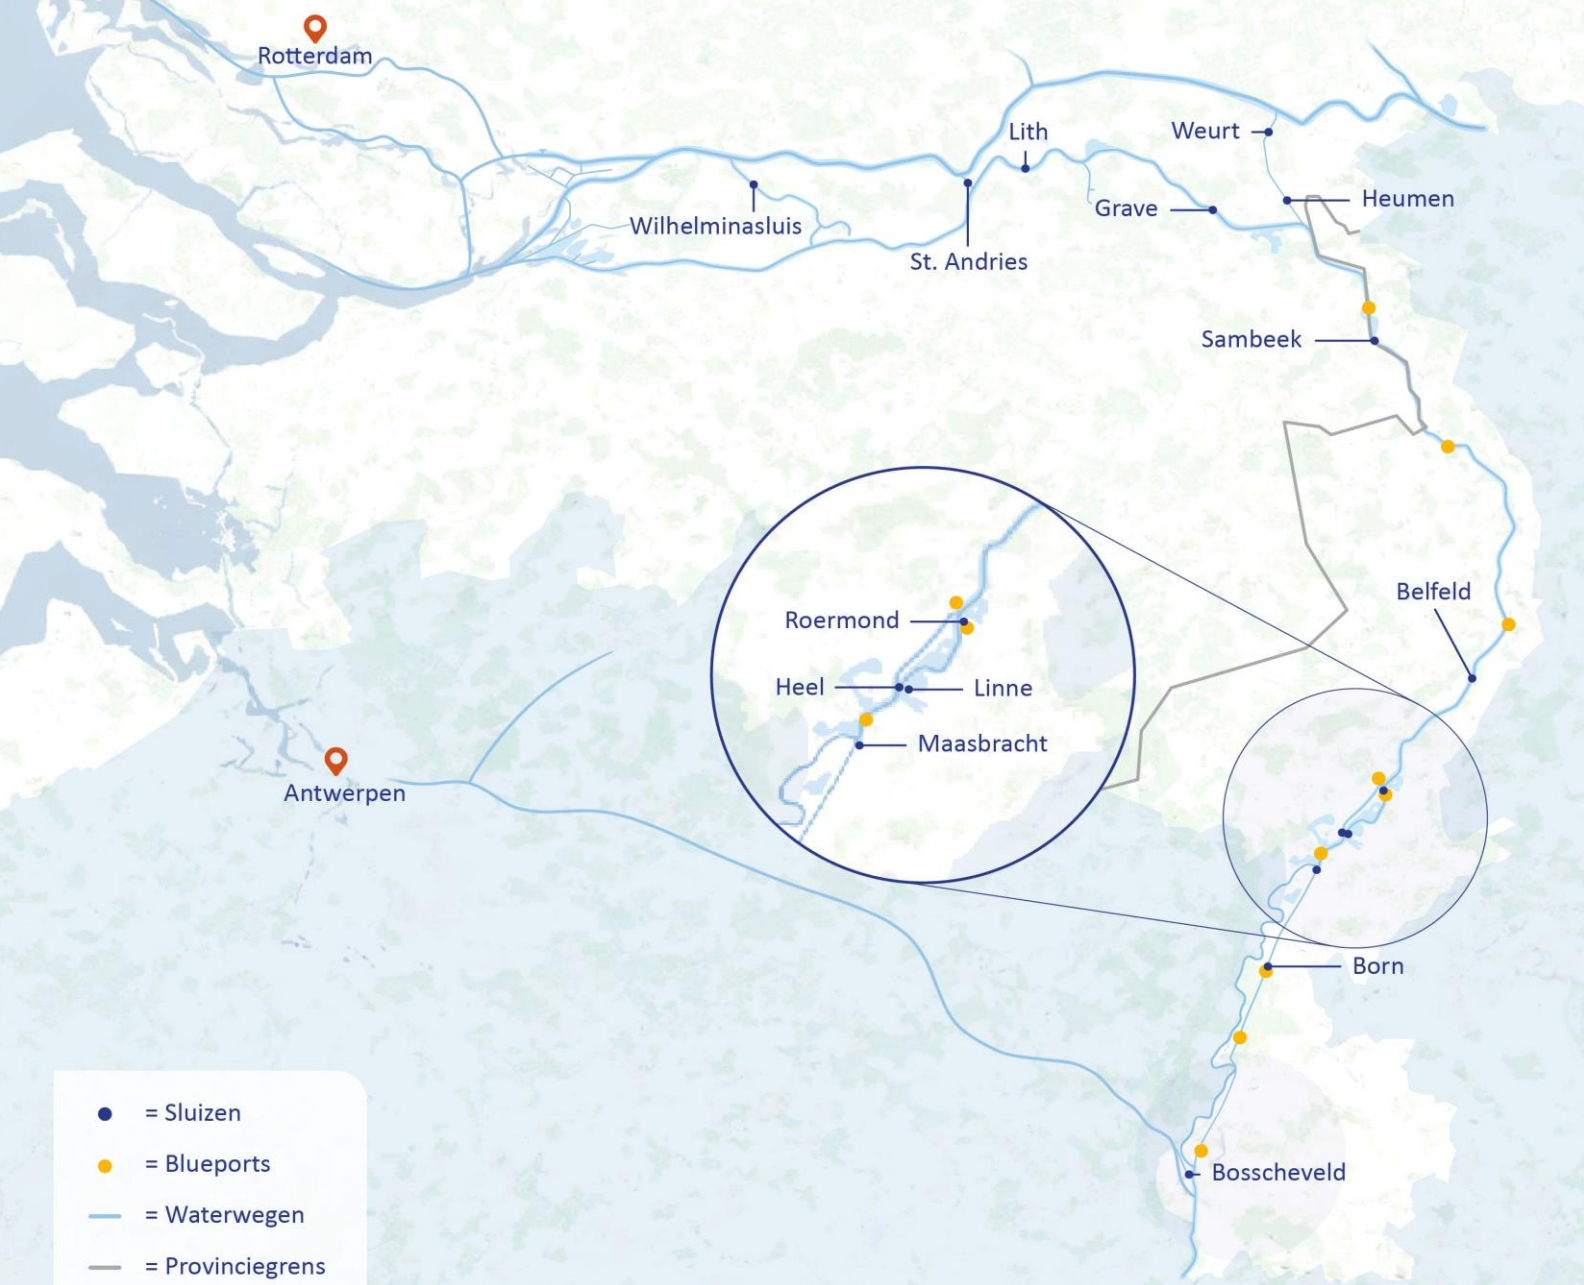 Rotterdam
Lith
Weurt
Wilhelminasluis
Grave
Heumen
St. Andries
Sambeek
Belfeld
Roermond
Heel
Linne
Maasbracht
Antwerpen
Born
Bosscheveld
= Sluizen
= Blueports
= Waterwegen
= Provinciegrens